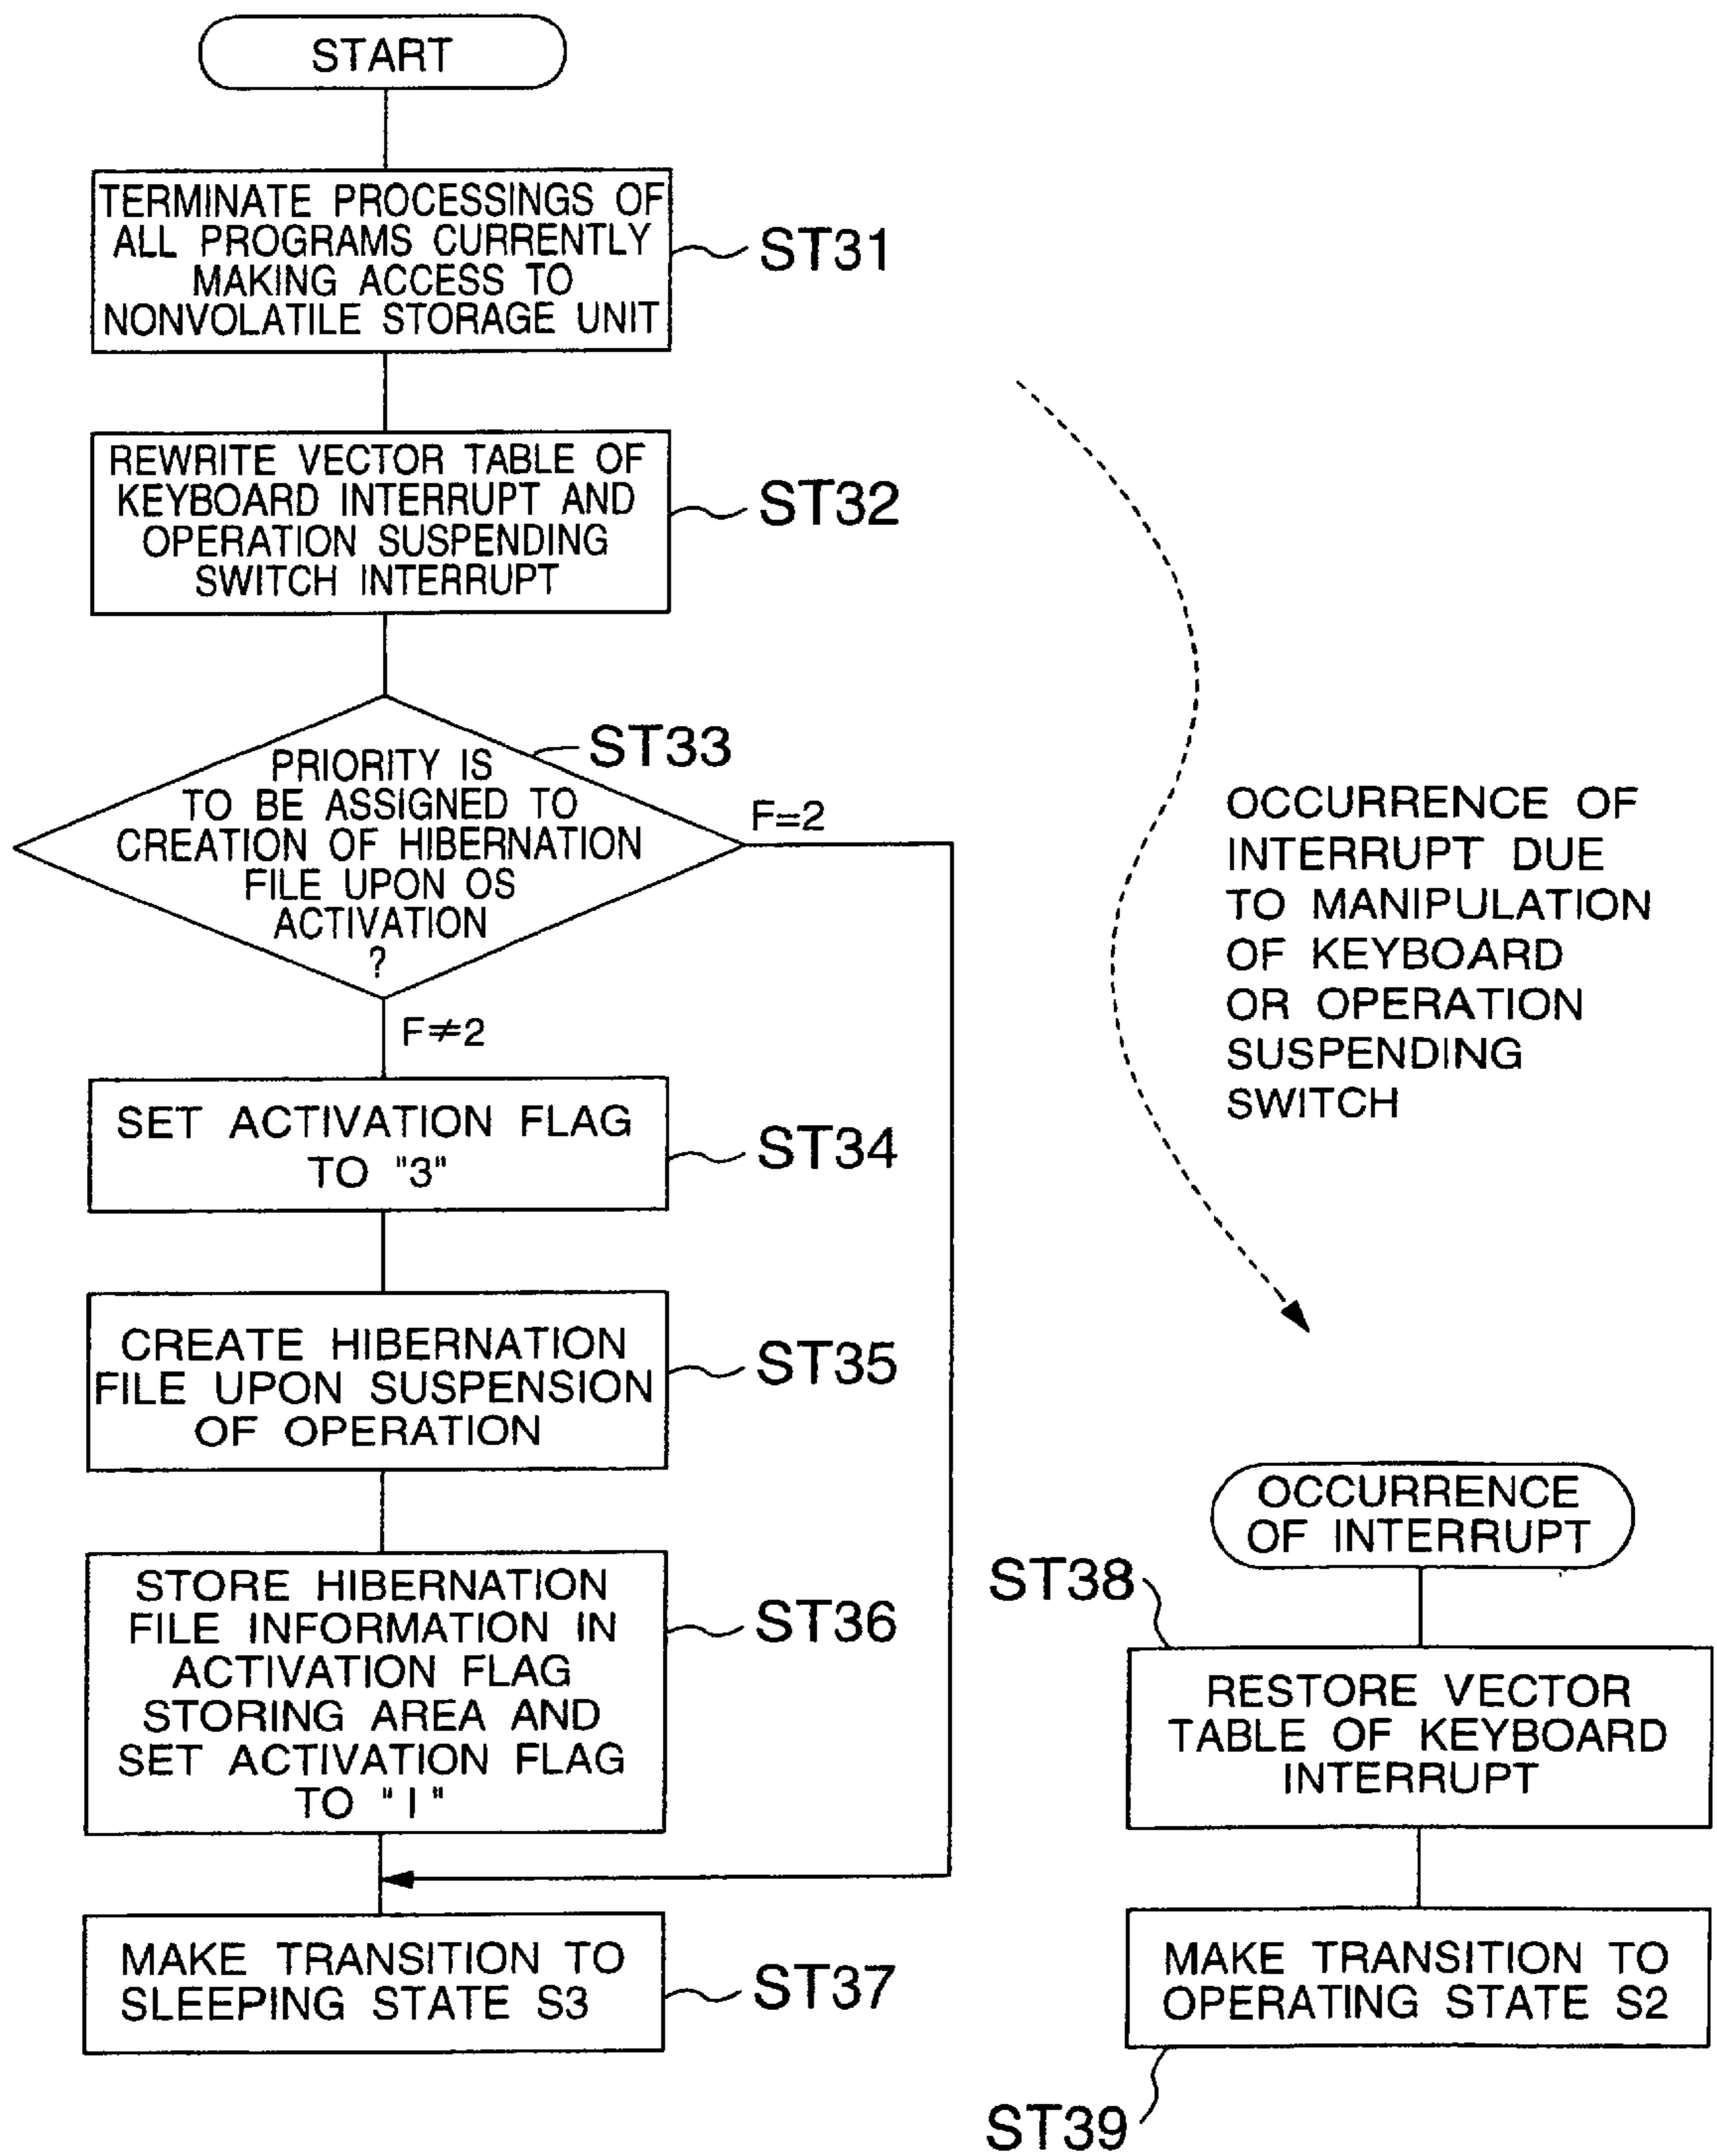 START
TERMINATE PROCESSINGS OF
ALL PROGRAMS CURRENTLY
MAKING ACCESS TO
NONVOLATILE STORAGE UNIT
ST31
REWRITE VECTOR TABLE OF
KEYBOARD INTERRUPT AND
OPERATION SUSPENDING
SWITCH INTERRUPT
ST32
ST33
PRIORITY IS
TO BE ASSIGNED TO
CREATION OF HIBERNATION
FILE UPON OS
ACTIVATION
?
F=2
F≠2
SET ACTIVATION FLAG
TO "3"
ST34
CREATE HIBERNATION
FILE UPON SUSPENSION
OF OPERATION
ST35
STORE HIBERNATION
FILE INFORMATION IN
ACTIVATION FLAG
STORING AREA AND
SET ACTIVATION FLAG
TO "1"
ST36
MAKE TRANSITION TO
SLEEPING STATE S3
ST37
OCCURRENCE OF
INTERRUPT DUE
TO MANIPULATION
OF KEYBOARD
OR OPERATION
SUSPENDING
SWITCH
OCCURRENCE
OF INTERRUPT
ST38
RESTORE VECTOR
TABLE OF KEYBOARD
INTERRUPT
MAKE TRANSITION TO
OPERATING STATE S2
ST39